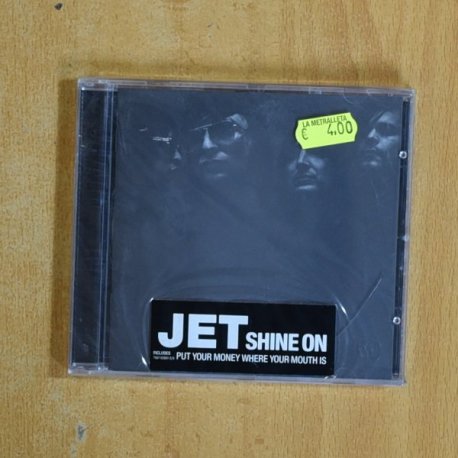 LA METRALLETA
€ 4,00
JET SHINE ON
INCLUDES PUT YOUR MONEY WHERE YOUR MOUTH IS